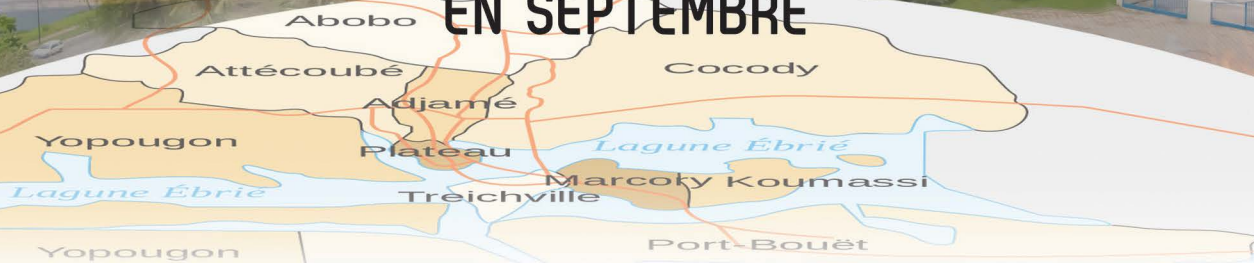 EN SEPTEMBRE
Abobo
Attécoubé
Cocody
Adjamé
Yopougon
Plateau
Lagune Ébrié
Marcory
Koumassi
Lagune Ébrié
Treichville
Port-Bouët
Yopougon